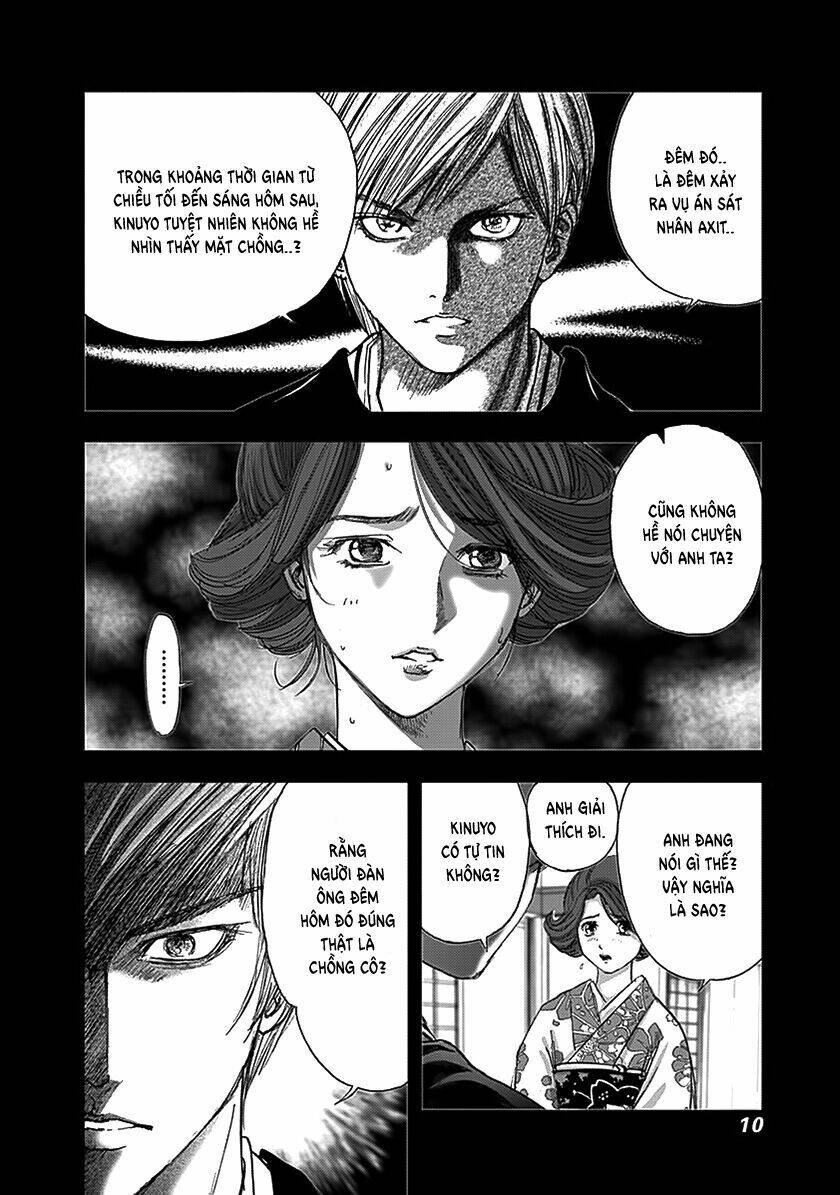 ĐÊM ĐÓ..
LÀ ĐÊM XẢY
RA VỤ ÁN SÁT
NHÂN AXIT..
TRONG KHOẢNG THỜI GIAN TỪ
CHIỀU TỐI ĐẾN SÁNG HÔM SAU,
KINUYO TUYỆT NHIÊN KHÔNG HỀ
NHÌN THẤY MẶT CHỒNG..?
CŨNG KHÔNG
HỀ NÓI CHUYỆN
VỚI ANH TA?
.........
ANH ĐANG
NÓI GÌ THẾ?
VẬY NGHĨA
LÀ SAO?
ANH GIẢI
THÍCH ĐI.
KINUYO
CÓ TỰ TIN
KHÔNG?
RẰNG
NGƯỜI ĐÀN
ÔNG ĐÊM
HÔM ĐÓ ĐÚNG
THẬT LÀ
CHỒNG CÔ?
10